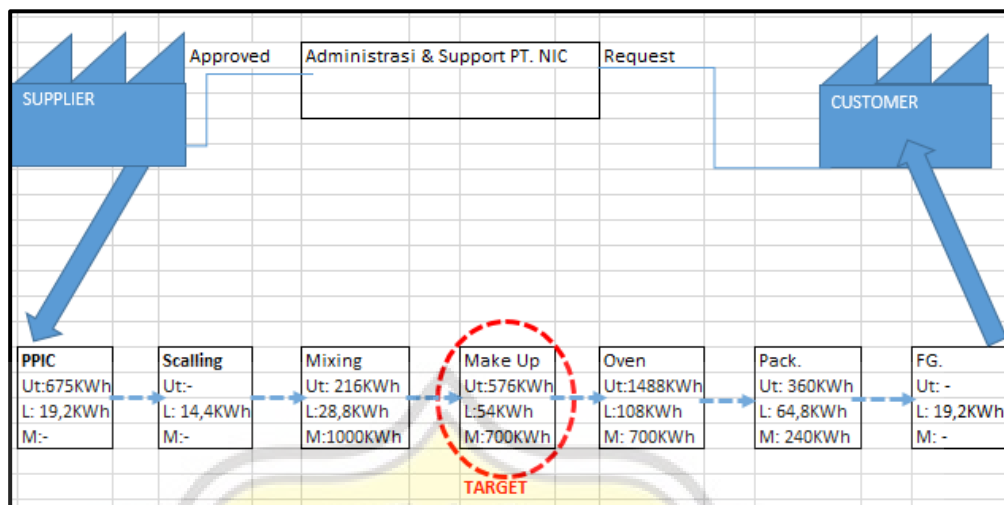 Approved
Administrasi & Support PT. NIC
Request
SUPPLIER
CUSTOMER
PPIC
Ut:675KWh
L: 19,2KWh
M:-
Scalling
Ut:-
L: 14,4KWh
M:-
Mixing
Ut: 216KWh
L:28,8KWh
M:1000KWh
Make Up
Ut:576KWh
L:54KWh
M:700KWh
Oven
Ut:1488KWh
L:108KWh
M: 700KWh
Pack.
Ut: 360KWh
L: 64,8KWh
M: 240KWh
FG.
Ut: -
L: 19,2KWh
M: -
TARGET